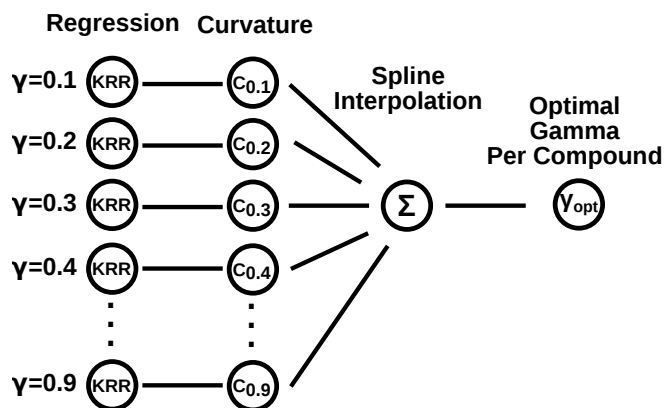 Regression Curvature
γ=0.1 KRR C0.1
Spline
Interpolation
Optimal
Gamma
Per Compound
γ=0.2 KRR C0.2
γ=0.3 KRR C0.3 Σ γopt
γ=0.4 KRR C0.4
γ=0.9 KRR C0.9